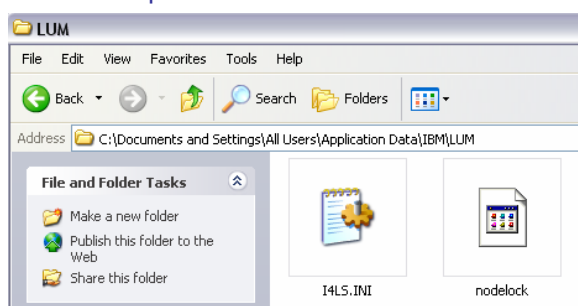 LUM
File Edit View Favorites Tools Help
Back Search Folders
Address C:\Documents and Settings\All Users\Application Data\IBM\LUM
File and Folder Tasks
Make a new folder
Publish this folder to the
Web
Share this folder
I4LS.INI nodelock